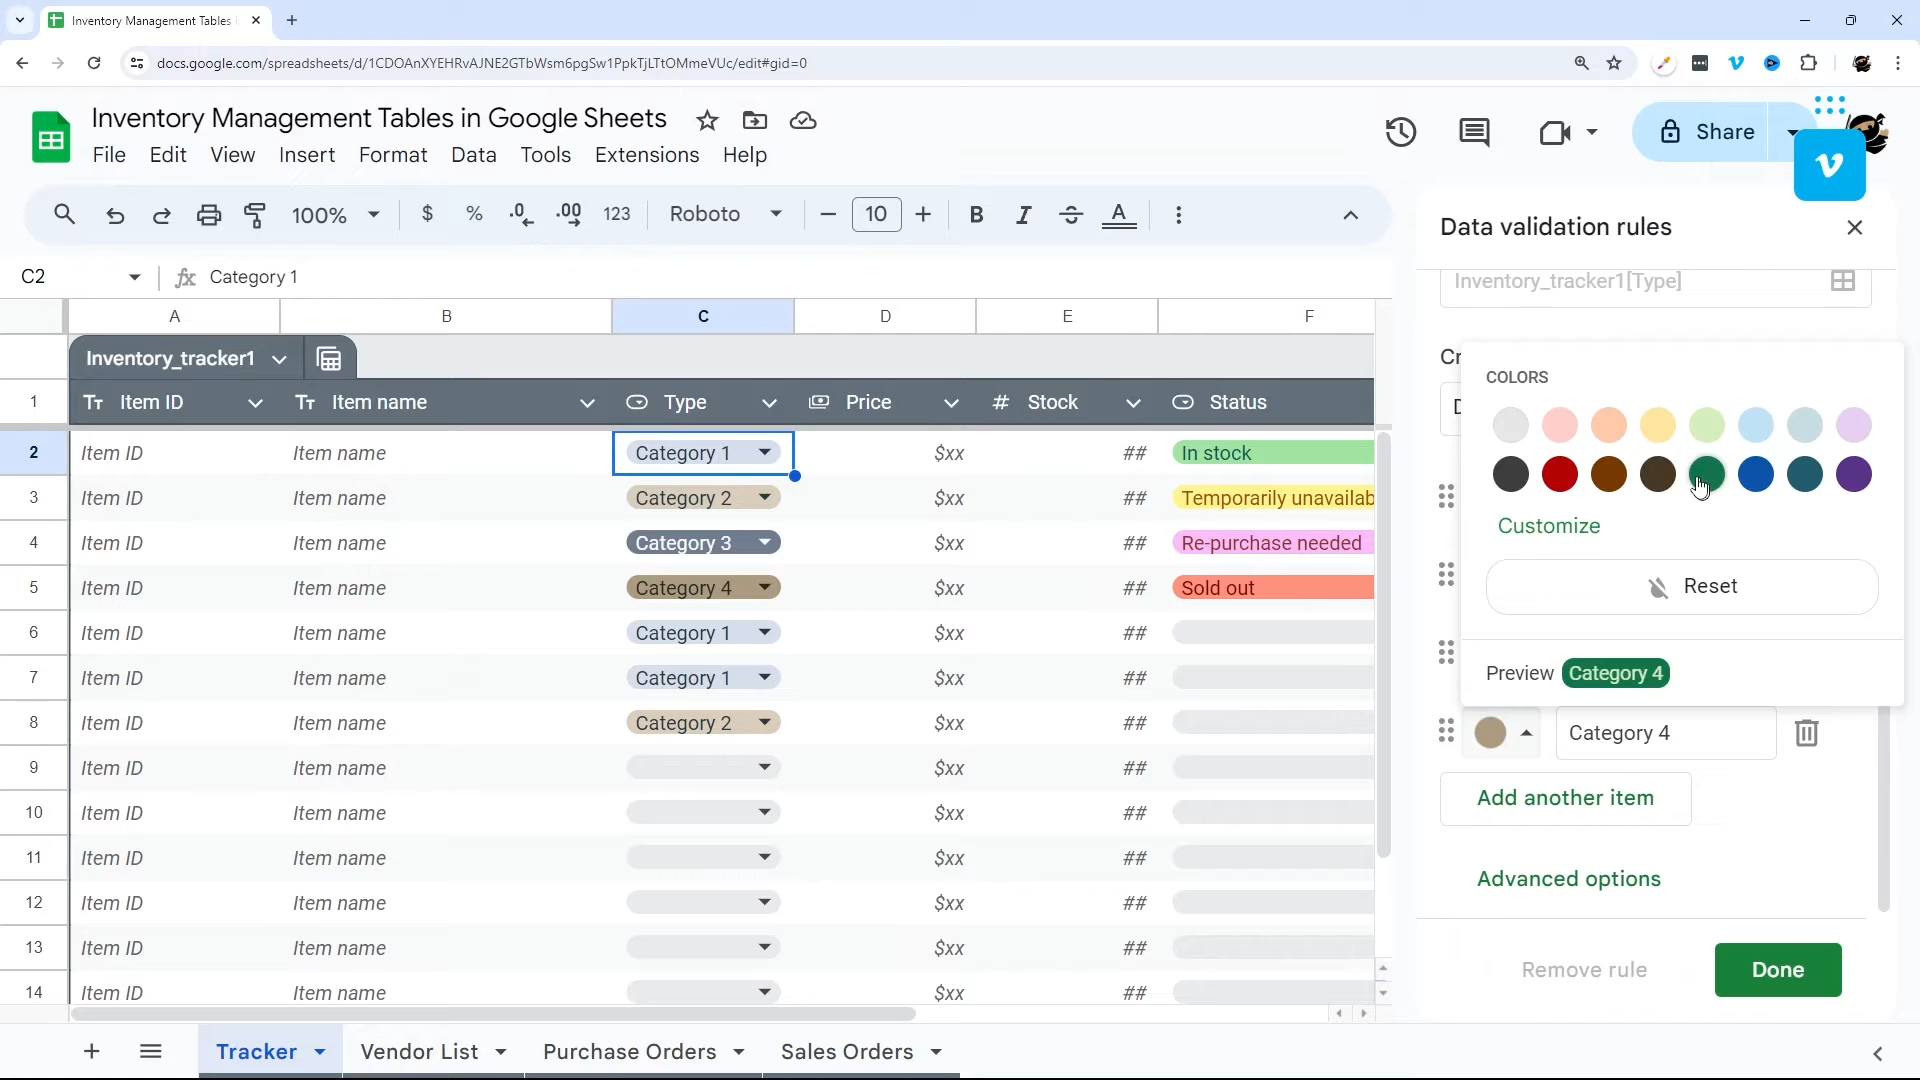 Inventory Management Tables
docs.google.com/spreadsheets/d/1CDOAnXYEHRvAJNE2GTbWsm6pgSw1PpkTjLTtOMmeVUc/edit#gid=0
Inventory Management Tables in Google Sheets
File Edit View Insert Format Data Tools Extensions Help
Share
100% $ % .0 .00 123 Roboto 10 B I S A
Data validation rules
C2 fx Category 1
Inventory_tracker1[Type]
A B C D E F
Inventory_tracker1
Cr
COLORS
1 Tт Item ID Tт Item name Type Price # Stock Status
D
2 Item ID Item name Category 1 $xx ## In stock
3 Item ID Item name Category 2 $xx ## Temporarily unavailab
Customize
4 Item ID Item name Category 3 $xx ## Re-purchase needed
5 Item ID Item name Category 4 $xx ## Sold out
Reset
6 Item ID Item name Category 1 $xx ##
7 Item ID Item name Category 1 $xx ##
Preview Category 4
8 Item ID Item name Category 2 $xx ##
Category 4
9 Item ID Item name $xx ##
Add another item
10 Item ID Item name $xx ##
11 Item ID Item name $xx ##
Advanced options
12 Item ID Item name $xx ##
13 Item ID Item name $xx ##
Remove rule Done
14 Item ID Item name $xx ##
Tracker Vendor List Purchase Orders Sales Orders